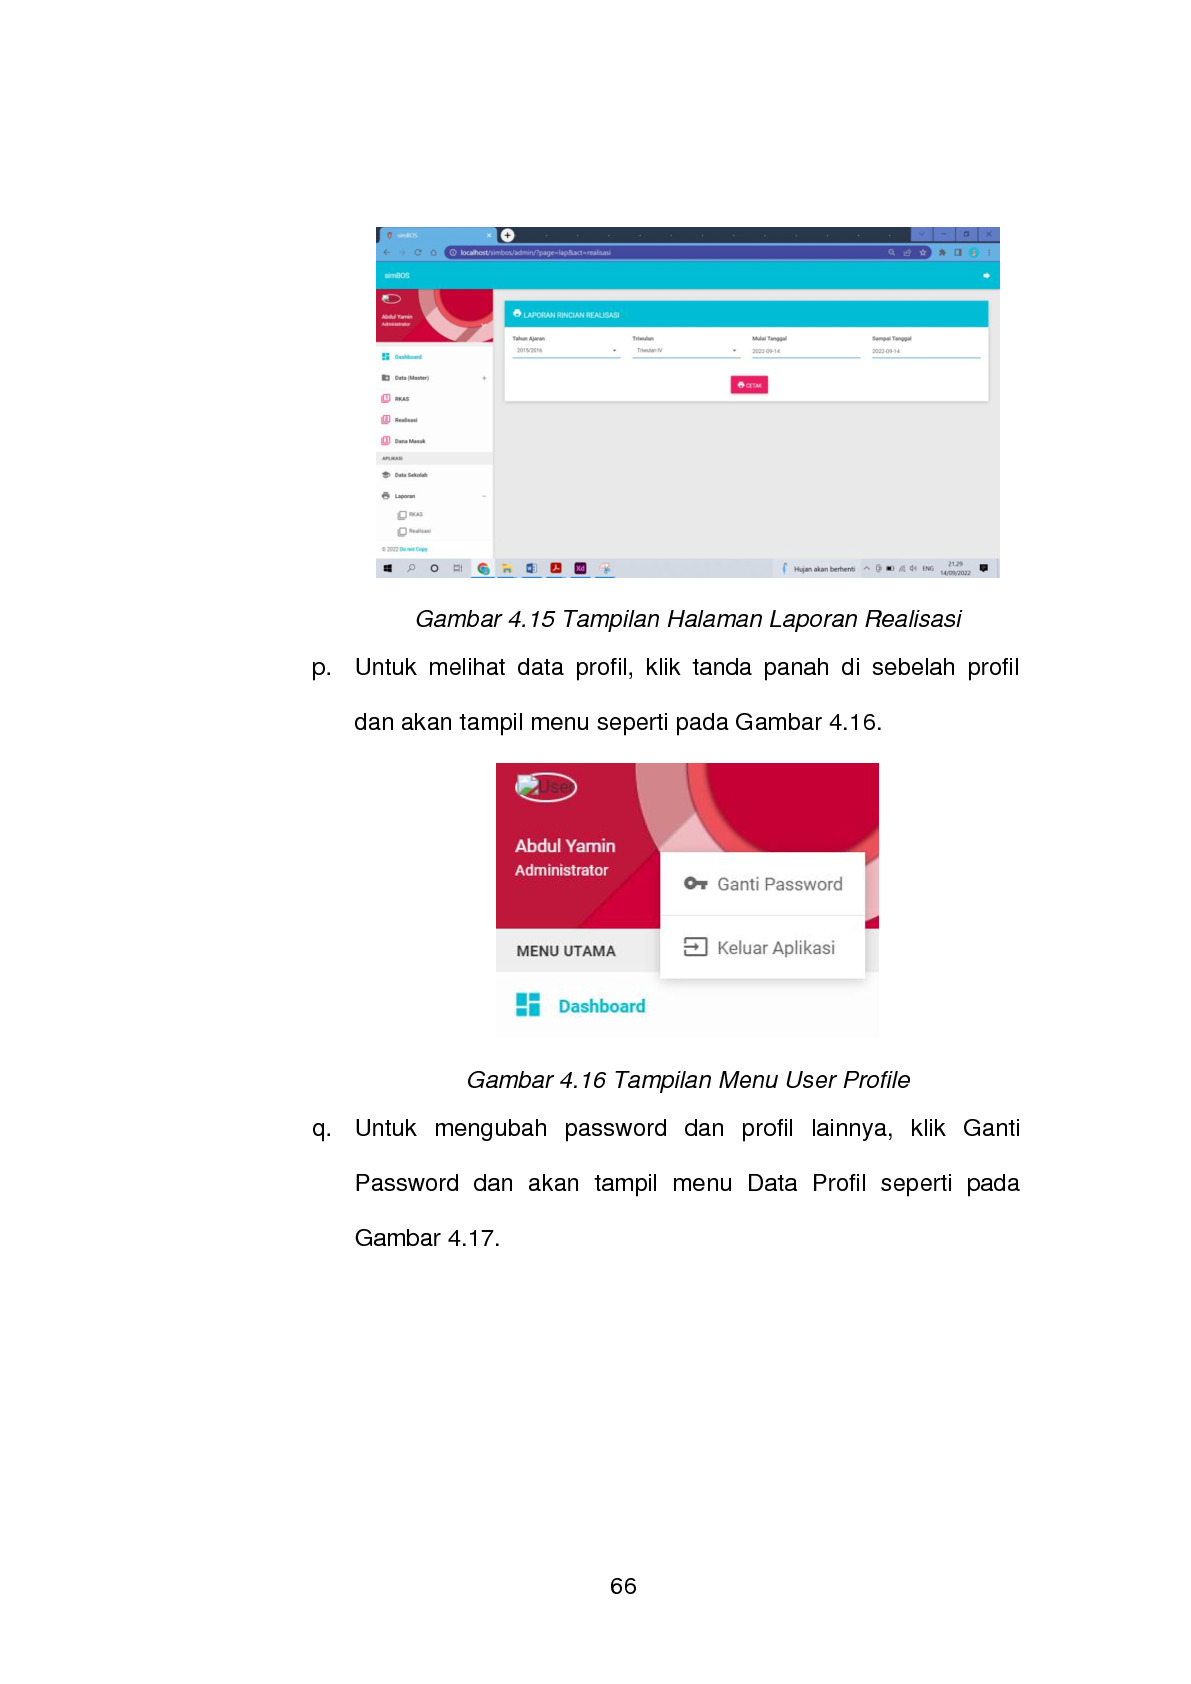 simBOS
localhost/simbos/admin/?page=lap&act=realisasi
simBOS
Abdul Yamin
Administrator
Dashboard
Data (Master)
RKAS
Realisasi
Dana Masuk
APLIKASI
Data Sekolah
Laporan
RKAS
Realisasi
© 2022 Do not Copy
LAPORAN RINCIAN REALISASI
Tahun Ajaran Triwulan Mulai Tanggal Sampai Tanggal
2015/2016 Triwulan IV 2022-09-14 2022-09-14
CETAK
Xd
Hujan akan berhenti ENG 21.29
14/09/2022
Gambar 4.15 Tampilan Halaman Laporan Realisasi
p. Untuk melihat data profil, klik tanda panah di sebelah profil
dan akan tampil menu seperti pada Gambar 4.16.
User
Abdul Yamin
Administrator
Ganti Password
Keluar Aplikasi
MENU UTAMA
Dashboard
Gambar 4.16 Tampilan Menu User Profile
q. Untuk mengubah password dan profil lainnya, klik Ganti
Password dan akan tampil menu Data Profil seperti pada
Gambar 4.17.
66